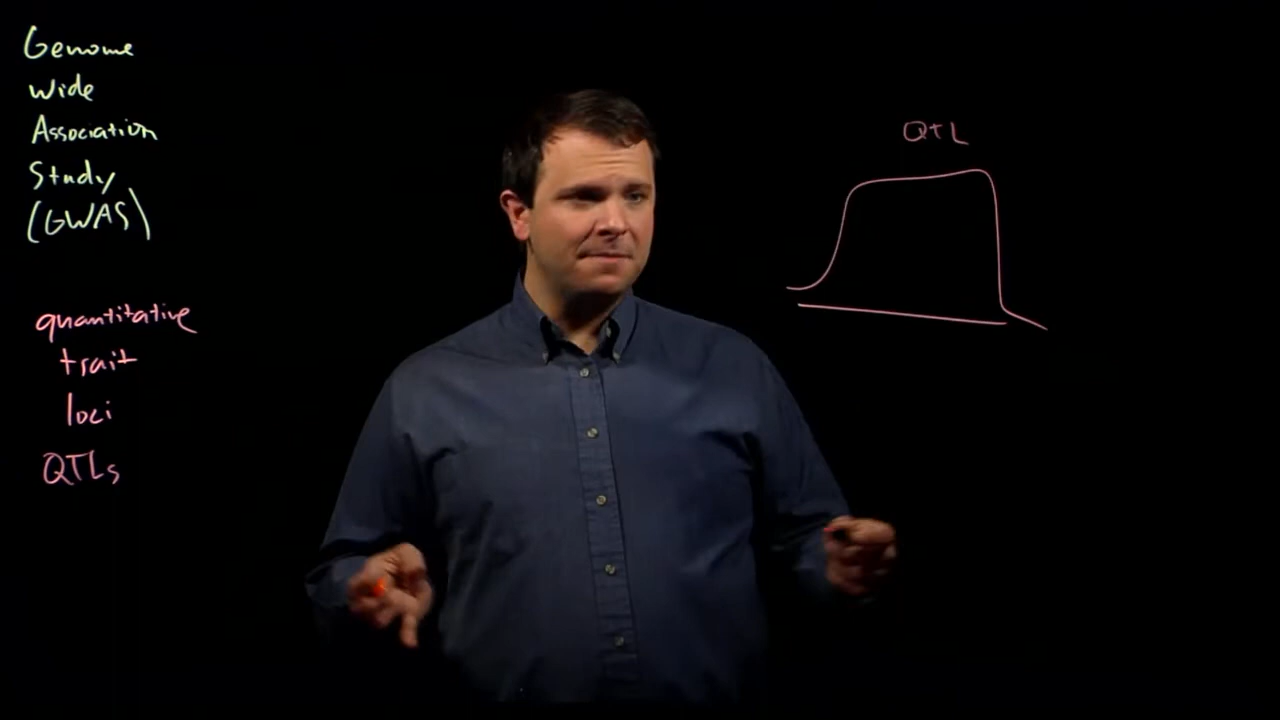 Genome
Wide
Association
Study
(GWAS)
quantitative
trait
loci
QTLs
QTL